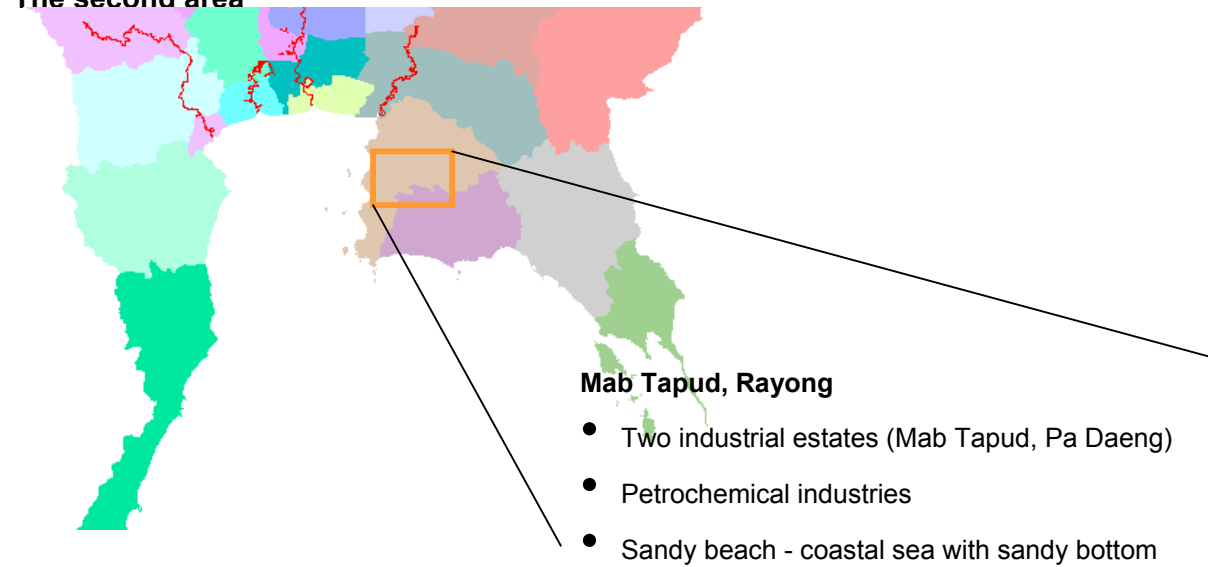 The second area
Mab Tapud, Rayong
• Two industrial estates (Mab Tapud, Pa Daeng)
• Petrochemical industries
• Sandy beach - coastal sea with sandy bottom